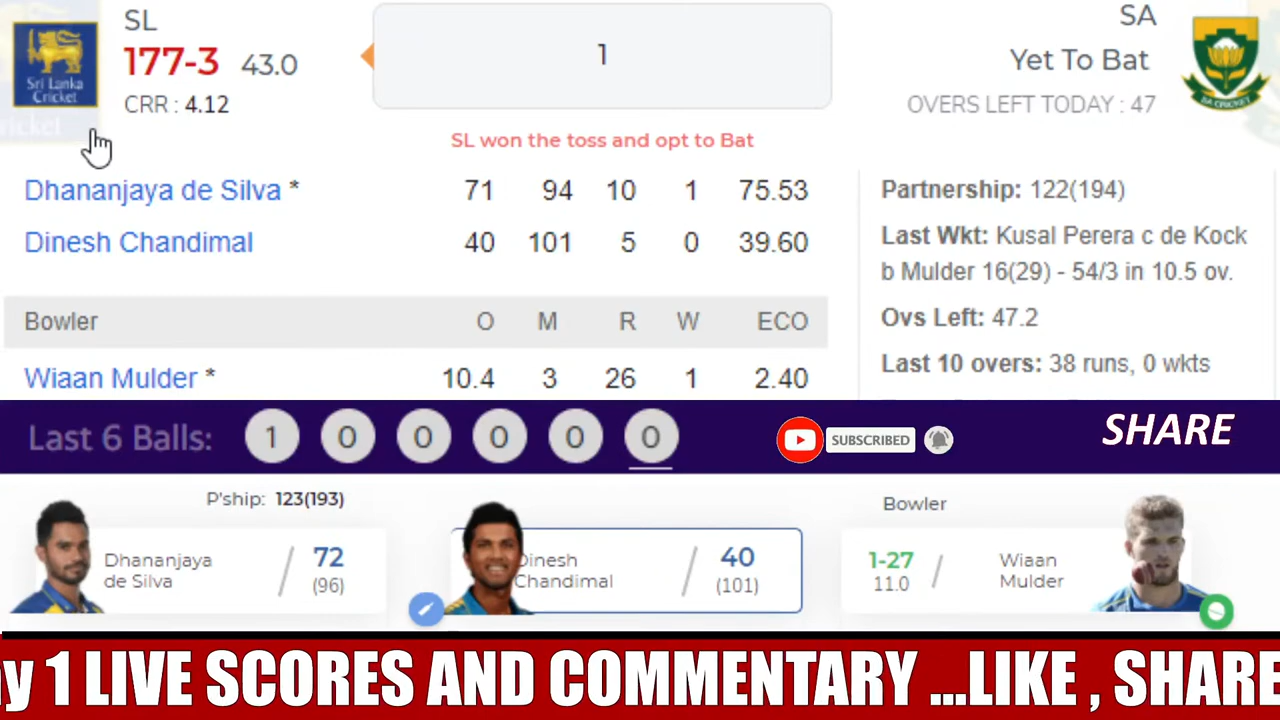 SL
177-3 43.0
CRR : 4.12
Sri Lanka
Cricket
1
SA
Yet To Bat
OVERS LEFT TODAY : 47
SA CRICKET
SL won the toss and opt to Bat
Dhananjaya de Silva * 71 94 10 1 75.53
Dinesh Chandimal 40 101 5 0 39.60
Bowler O M R W ECO
Wiaan Mulder * 10.4 3 26 1 2.40
Partnership: 122(194)
Last Wkt: Kusal Perera c de Kock
b Mulder 16(29) - 54/3 in 10.5 ov.
Ovs Left: 47.2
Last 10 overs: 38 runs, 0 wkts
Last 6 Balls: 1 0 0 0 0 0
SUBSCRIBED
SHARE
P'ship: 123(193)
Dhananjaya
de Silva
72
(96)
Dinesh
Chandimal
40
(101)
Bowler
1-27
11.0
Wiaan
Mulder
ay 1 LIVE SCORES AND COMMENTARY ...LIKE , SHARE